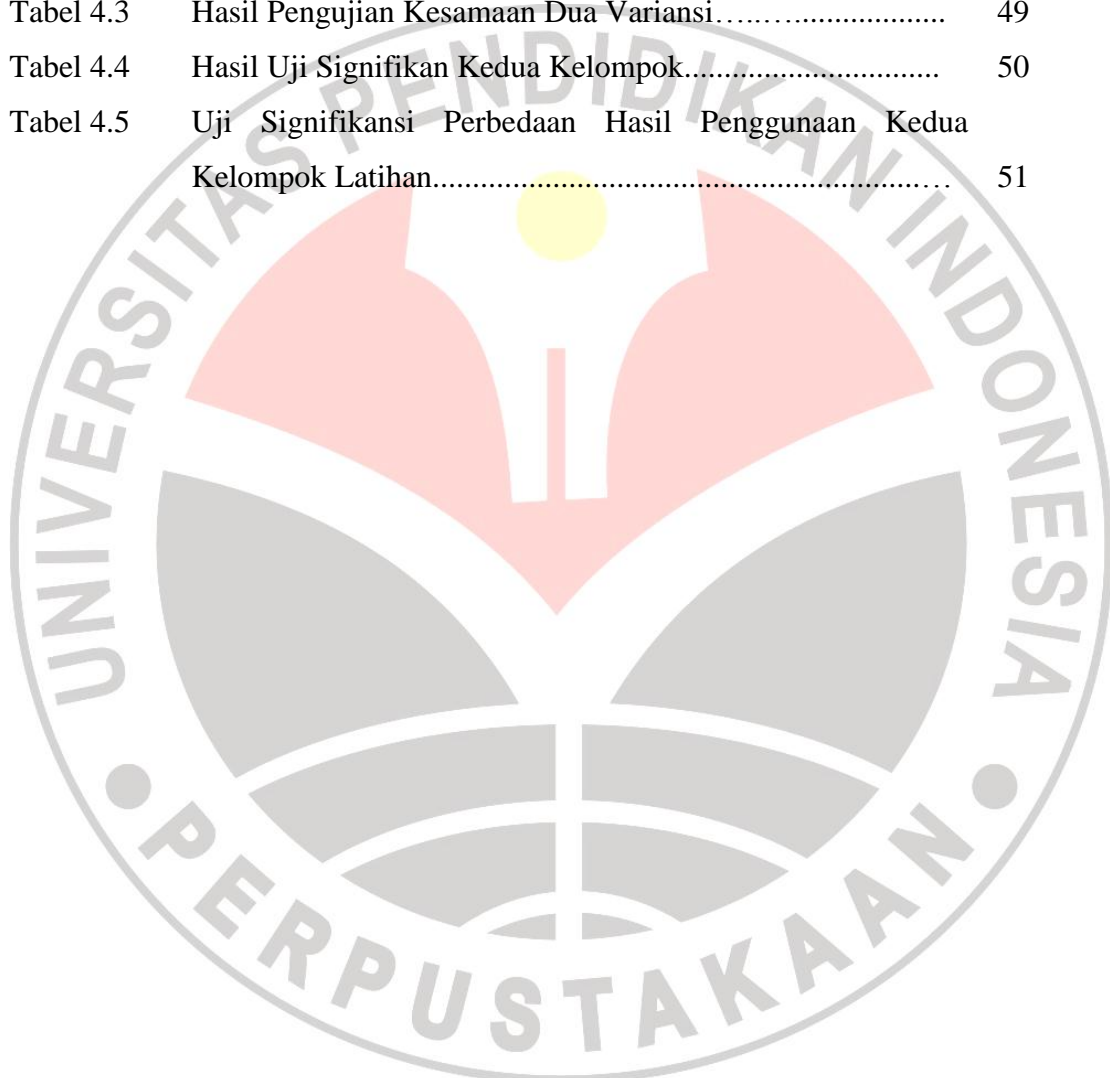 Tabel 4.3 Hasil Pengujian Kesamaan Dua Variansi…..….................. 49
Tabel 4.4 Hasil Uji Signifikan Kedua Kelompok.............................. 50
Tabel 4.5 Uji Signifikansi Perbedaan Hasil Penggunaan Kedua
Kelompok Latihan.........................................................… 51
UNIVERSITAS PENDIDIKAN INDONESIA
PERPUSTAKAAN